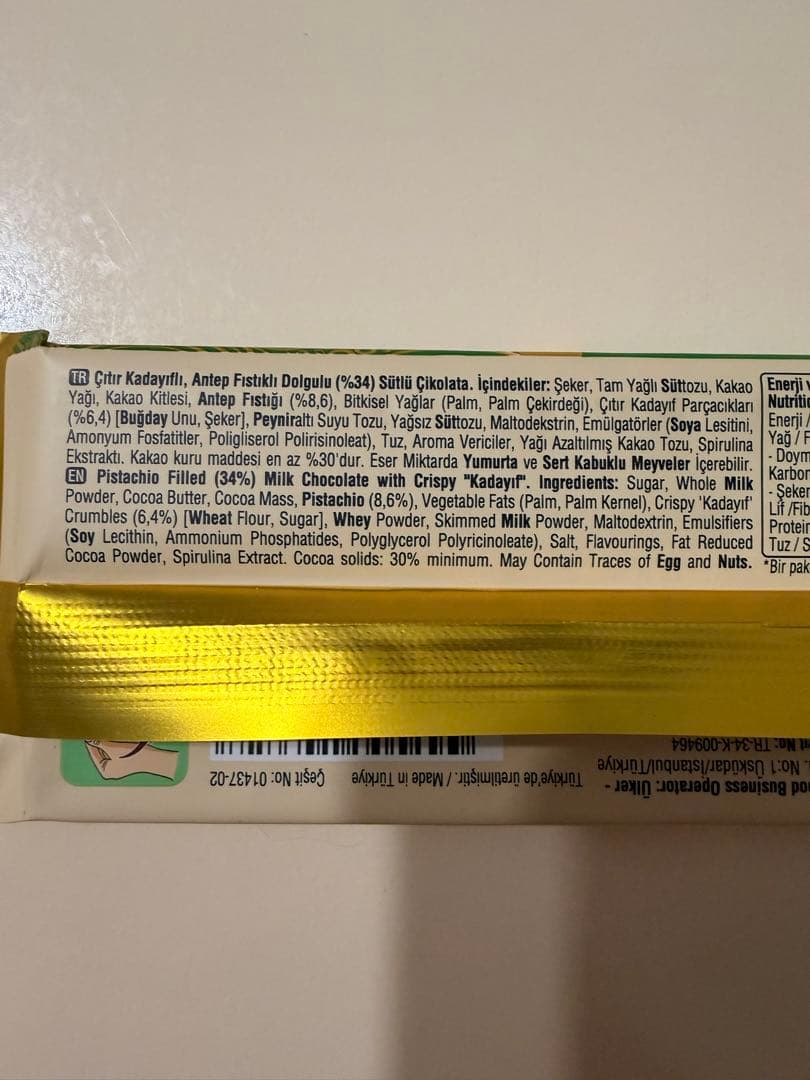 TR Çıtır Kadayıflı, Antep Fıstıklı Dolgulu (%34) Sütlü Çikolata. İçindekiler: Şeker, Tam Yağlı Süttozu, Kakao
Yağı, Kakao Kitlesi, Antep Fıstığı (%8,6), Bitkisel Yağlar (Palm, Palm Çekirdeği), Çıtır Kadayıf Parçacıkları
(%6,4) [Buğday Unu, Şeker], Peyniraltı Suyu Tozu, Yağsız Süttozu, Maltodekstrin, Emülgatörler (Soya Lesitini,
Amonyum Fosfatitler, Poligliserol Polirisinoleat), Tuz, Aroma Vericiler, Yağı Azaltılmış Kakao Tozu, Spirulina
Ekstraktı. Kakao kuru maddesi en az %30'dur. Eser Miktarda Yumurta ve Sert Kabuklu Meyveler İçerebilir.
EN Pistachio Filled (34%) Milk Chocolate with Crispy "Kadayıf". Ingredients: Sugar, Whole Milk
Powder, Cocoa Butter, Cocoa Mass, Pistachio (8,6%), Vegetable Fats (Palm, Palm Kernel), Crispy 'Kadayıf'
Crumbles (6,4%) [Wheat Flour, Sugar], Whey Powder, Skimmed Milk Powder, Maltodextrin, Emulsifiers
(Soy Lecithin, Ammonium Phosphatides, Polyglycerol Polyricinoleate), Salt, Flavourings, Fat Reduced
Cocoa Powder, Spirulina Extract. Cocoa solids: 30% minimum. May Contain Traces of Egg and Nuts.
Enerji
Enerji /
Yağ /
- Doym
Karbon
- Şeker
Lif /Fib
Protein
Tuz / S
*Bir pak
Business Operator: Ülker -
No:1 Üsküdar/İstanbul/Türkiye
No: TR-34-K-009464
Türkiye'de üretilmiştir. / Made in Türkiye
Çeşit No: 01437-02